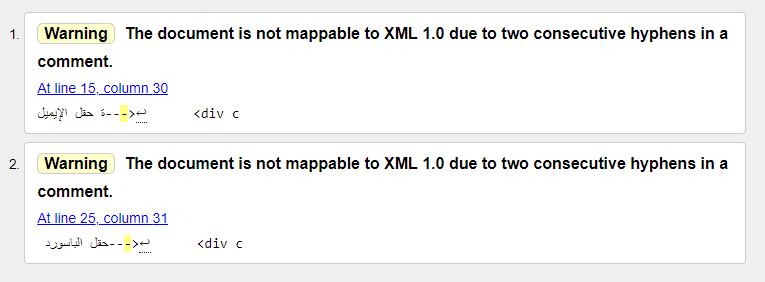 1. Warning The document is not mappable to XML 1.0 due to two consecutive hyphens in a
comment.
At line 15, column 30
ة حقل الإيميل--->↩ <div c
2. Warning The document is not mappable to XML 1.0 due to two consecutive hyphens in a
comment.
At line 25, column 31
حقل الباسورد--->↩ <div c